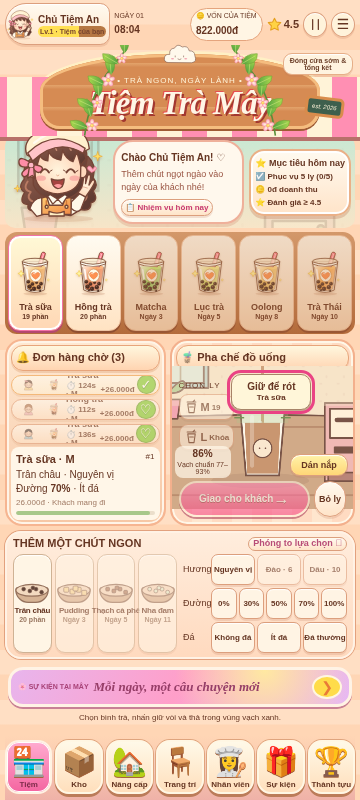 Chủ Tiệm An
Lv.1 · Tiệm của bạn
NGÀY 01
08:04
VỐN CỦA TIỆM
822.000đ
4.5
Đóng cửa sớm & tổng kết
• TRÀ NGON, NGÀY LÀNH •
Tiệm Trà Mây
est. 2026
Chào Chủ Tiệm An! ♡
Thêm chút ngọt ngào vào
ngày của khách nhé!
Nhiệm vụ hôm nay
Mục tiêu hôm nay
Phục vụ 5 ly (0/5)
0đ doanh thu
Đánh giá ≥ 4.5
Trà sữa
19 phần
Hồng trà
20 phần
Matcha
Ngày 3
Lục trà
Ngày 5
Oolong
Ngày 8
Trà Thái
Ngày 10
Đơn hàng chờ (3)
124s
+26.000đ
112s
+26.000đ
136s
+26.000đ
Trà sữa · M
#1
Trân châu · Nguyên vị
Đường 70% · Ít đá
26.000đ · Khách mang đi
Pha chế đồ uống
CHỌN LY
M 19
L Khóa
Giữ để rót
Trà sữa
86%
Vạch chuẩn 77–
93%
Dán nắp
Giao cho khách →
Bỏ ly
THÊM MỘT CHÚT NGON
Phóng to lựa chọn
Trân châu
20 phần
Pudding
Ngày 3
Thạch cà phê
Ngày 5
Nha đam
Ngày 11
Hương
Nguyên vị
Đào · 6
Dâu · 10
Đường
0%
30%
50%
70%
100%
Đá
Không đá
Ít đá
Đá thường
SỰ KIỆN TẠI MÂY
Mỗi ngày, một câu chuyện mới
Chọn bình trà, nhấn giữ vòi và thả trong vùng vạch xanh.
Tiệm
Kho
Nâng cấp
Trang trí
Nhân viên
Sự kiện
Thành tựu